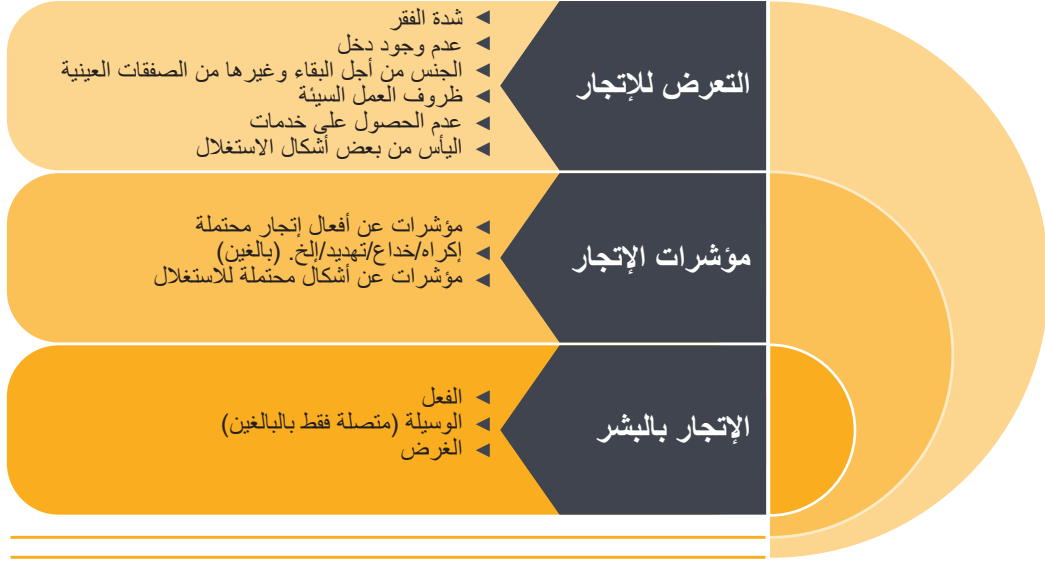 التعرض للإتجار
شدة الفقر
عدم وجود دخل
الجنس من أجل البقاء وغيرها من الصفقات العينية
ظروف العمل السيئة
عدم الحصول على خدمات
اليأس من بعض أشكال الاستغلال
مؤشرات الإتجار
مؤشرات عن أفعال إتجار محتملة
إكراه/خداع/تهديد/إلخ. (بالغين)
مؤشرات عن أشكال محتملة للاستغلال
الإتجار بالبشر
الفعل
الوسيلة (متصلة فقط بالبالغين)
الغرض